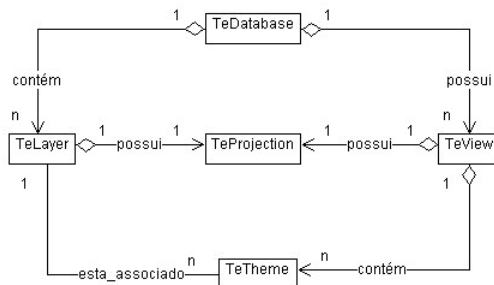 1 TeDatabase 1
contém possui
n n
TeLayer 1 possui 1 TeProjection 1 possui 1 TeView
1 1
n n
esta_associado TeTheme contém